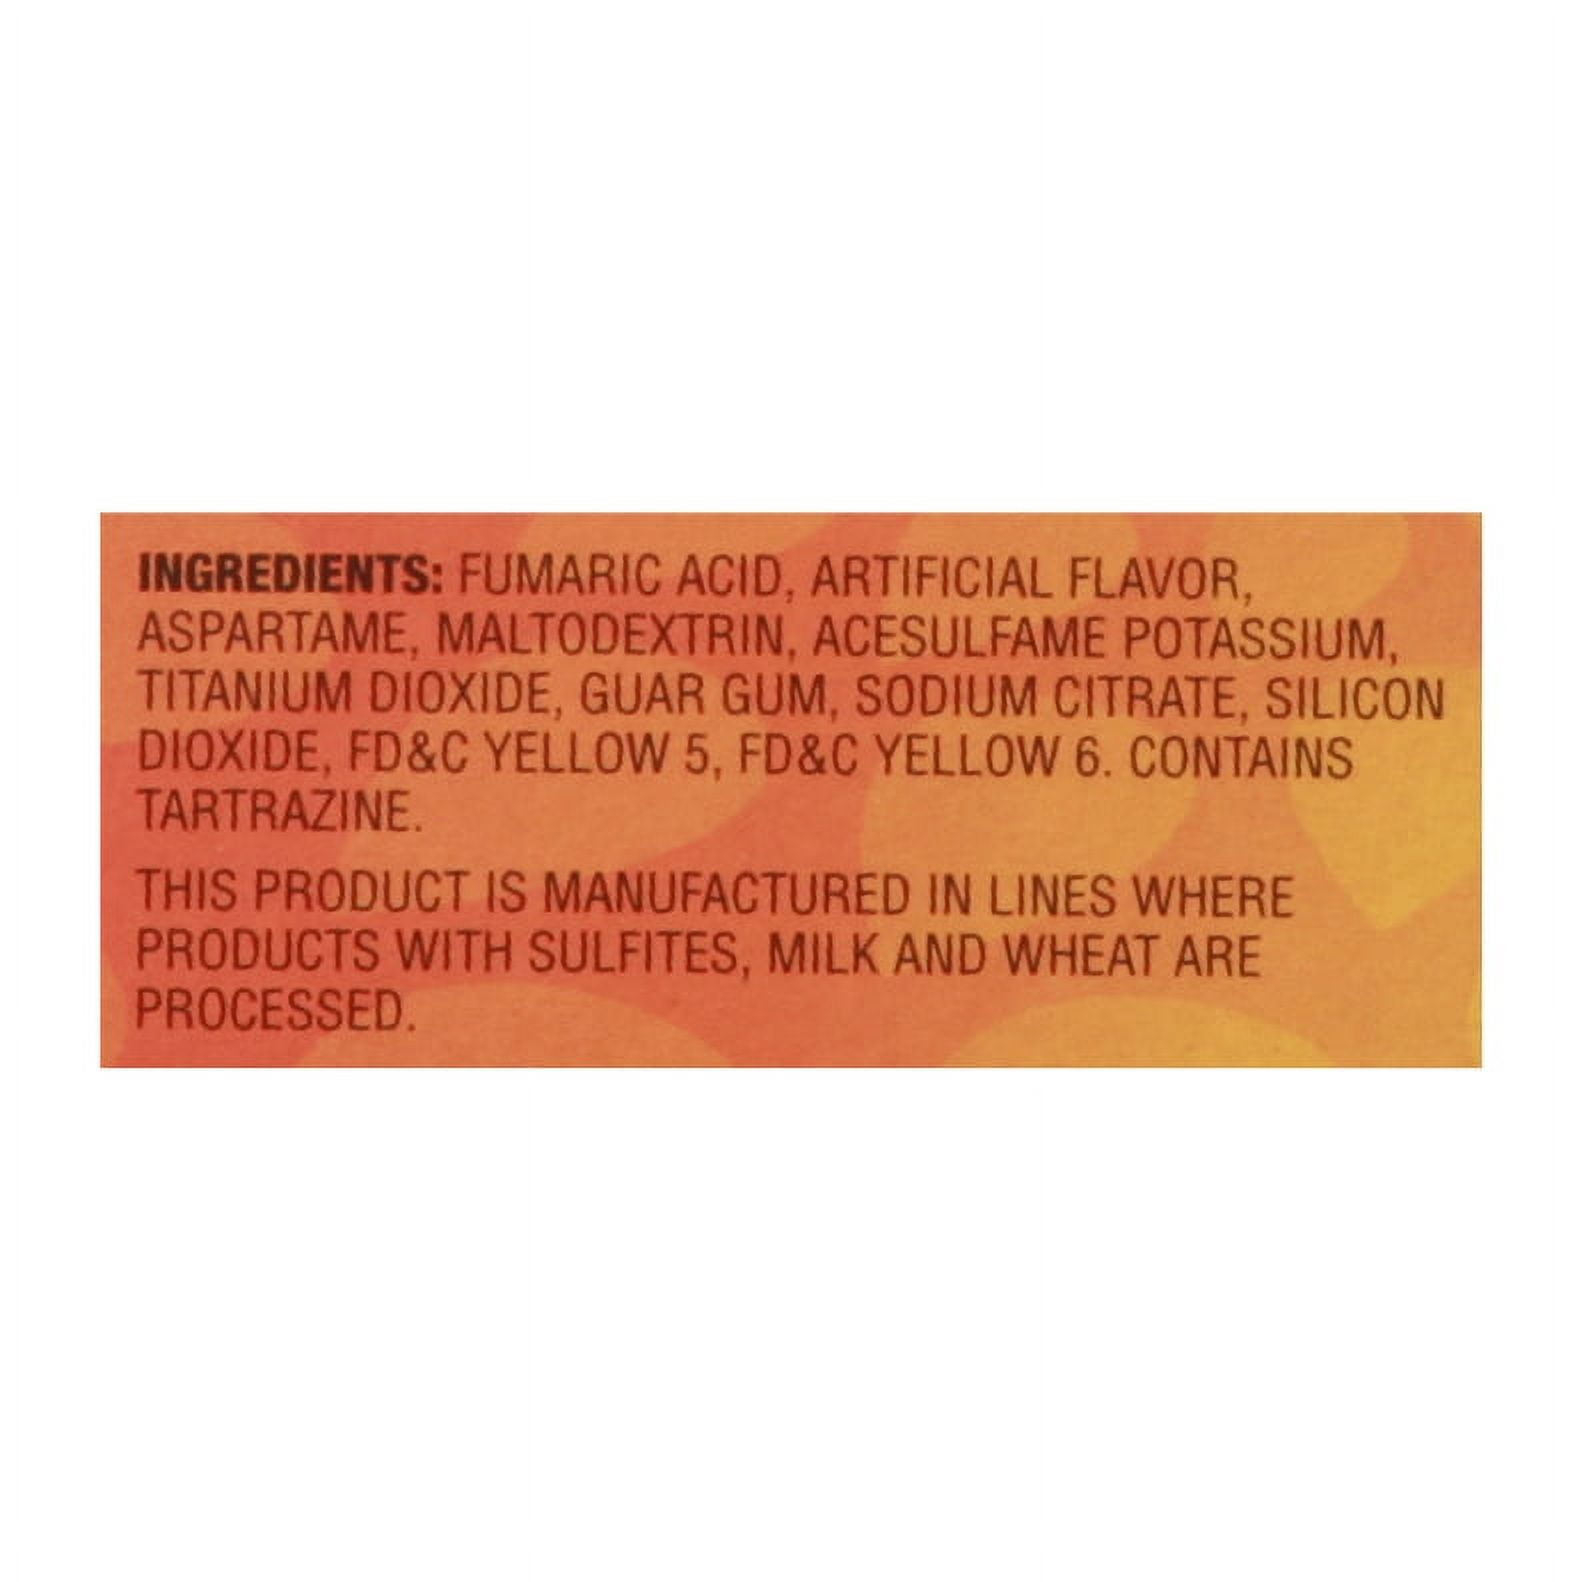 INGREDIENTS: FUMARIC ACID, ARTIFICIAL FLAVOR,
ASPARTAME, MALTODEXTRIN, ACESULFAME POTASSIUM,
TITANIUM DIOXIDE, GUAR GUM, SODIUM CITRATE, SILICON
DIOXIDE, FD&C YELLOW 5, FD&C YELLOW 6. CONTAINS
TARTRAZINE.
THIS PRODUCT IS MANUFACTURED IN LINES WHERE
PRODUCTS WITH SULFITES, MILK AND WHEAT ARE
PROCESSED.